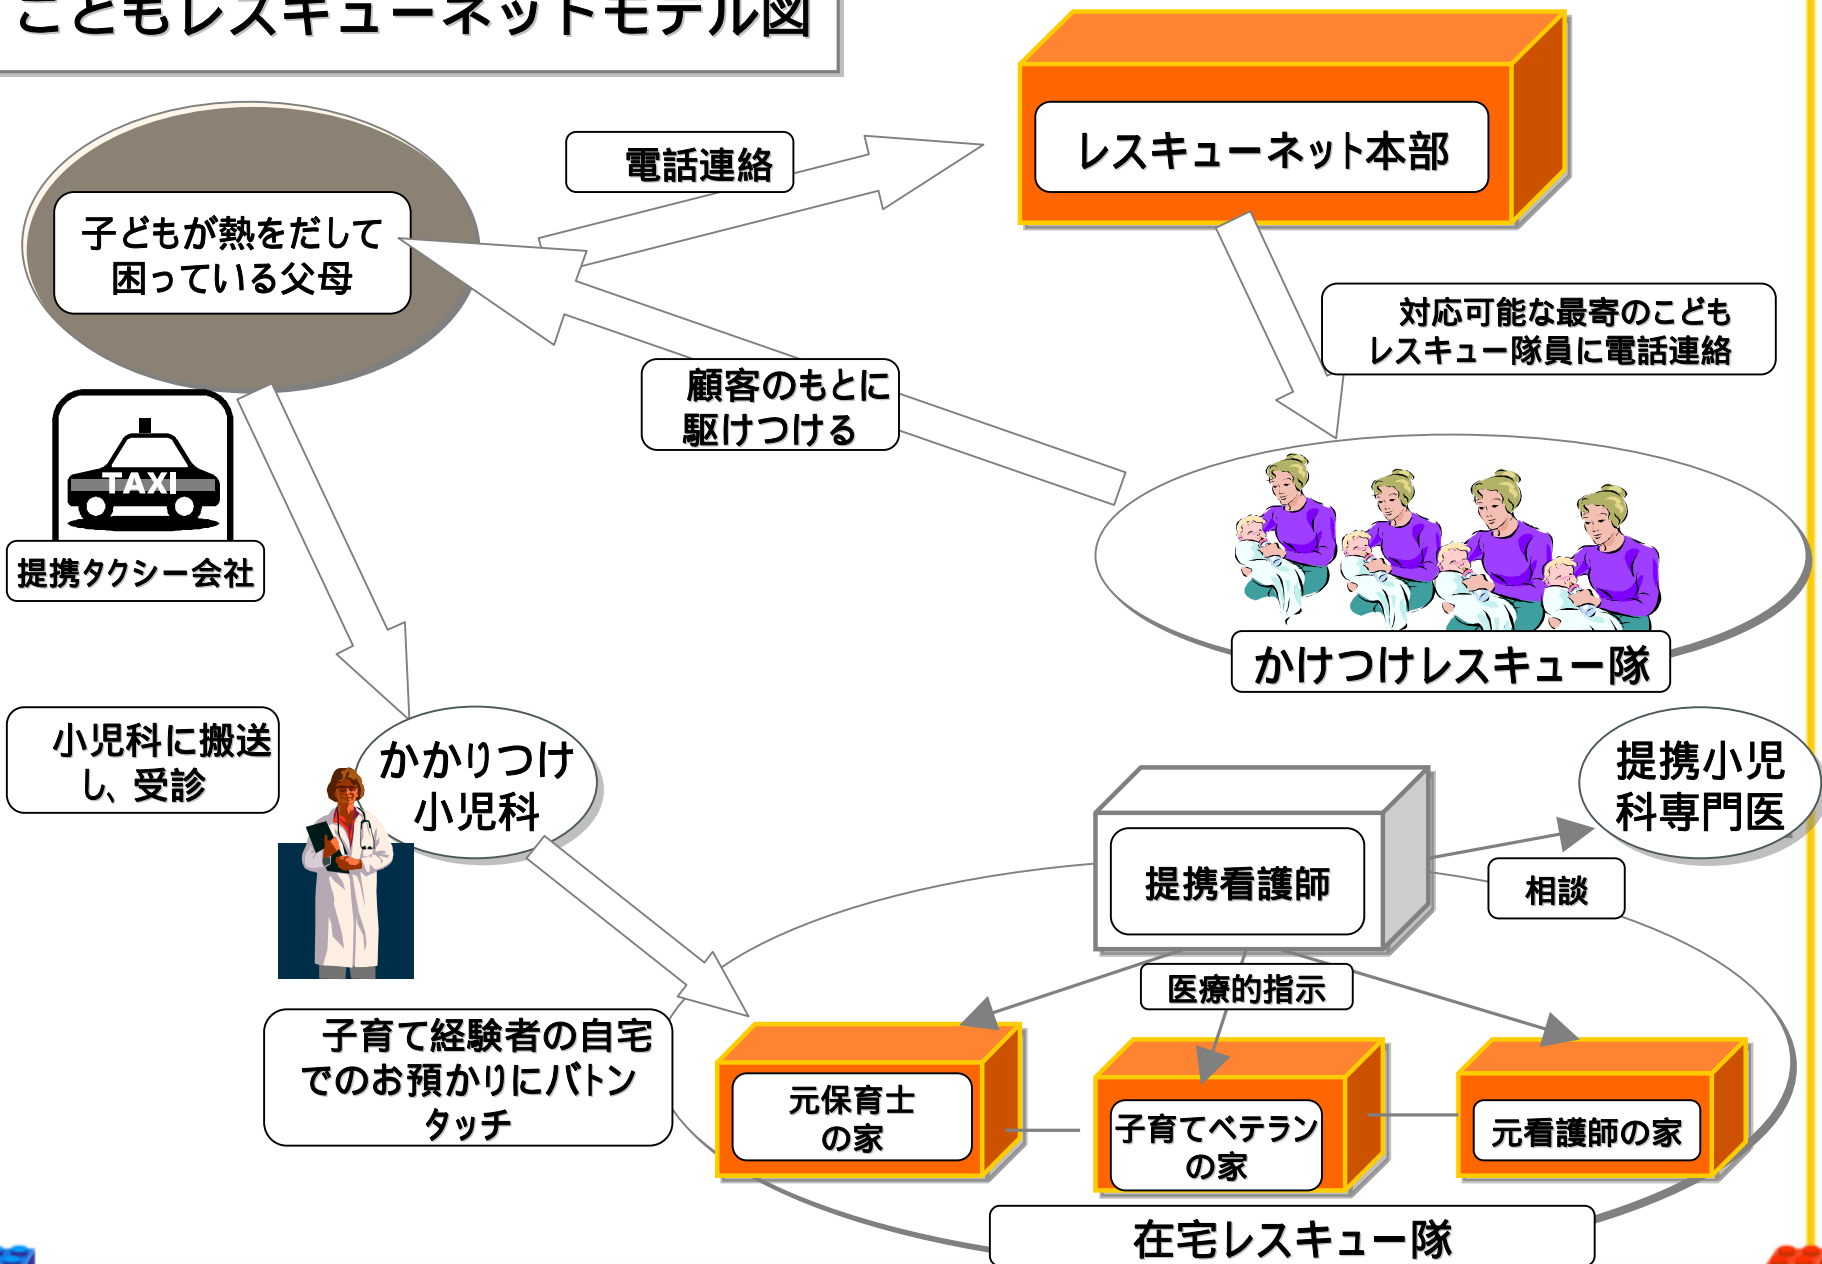 こどもレスキューネットモデル図
レスキューネット本部
電話連絡
子どもが熱をだして
困っている父母
対応可能な最寄のこども
レスキュー隊員に電話連絡
顧客のもとに
駆けつける
TAXI
提携タクシー会社
かけつけレスキュー隊
小児科に搬送
し、受診
かかりつけ
小児科
提携小児
科専門医
提携看護師
相談
医療的指示
子育て経験者の自宅
でのお預かりにバトン
タッチ
元保育士
の家
子育てベテラン
の家
元看護師の家
在宅レスキュー隊